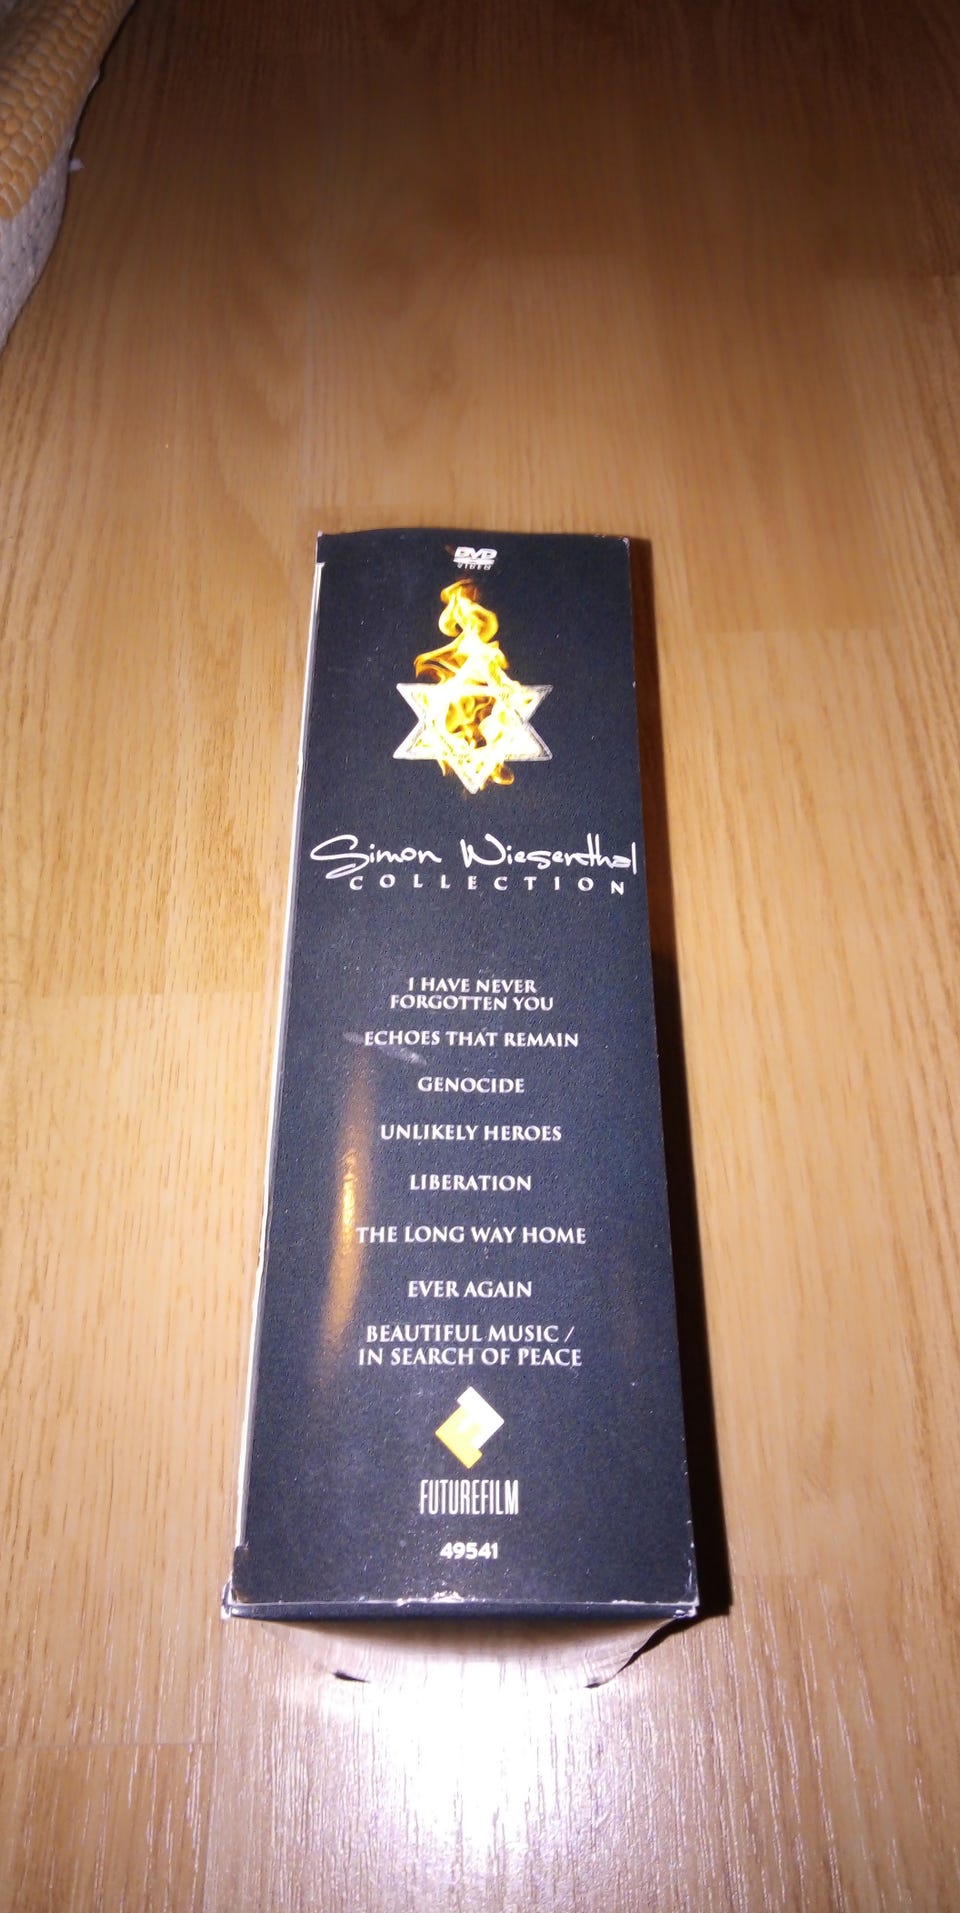 DVD
VIDEO
Simon Wiesenthal
COLLECTION
I HAVE NEVER
FORGOTTEN YOU
ECHOES THAT REMAIN
GENOCIDE
UNLIKELY HEROES
LIBERATION
THE LONG WAY HOME
EVER AGAIN
BEAUTIFUL MUSIC /
IN SEARCH OF PEACE
FUTUREFILM
49541